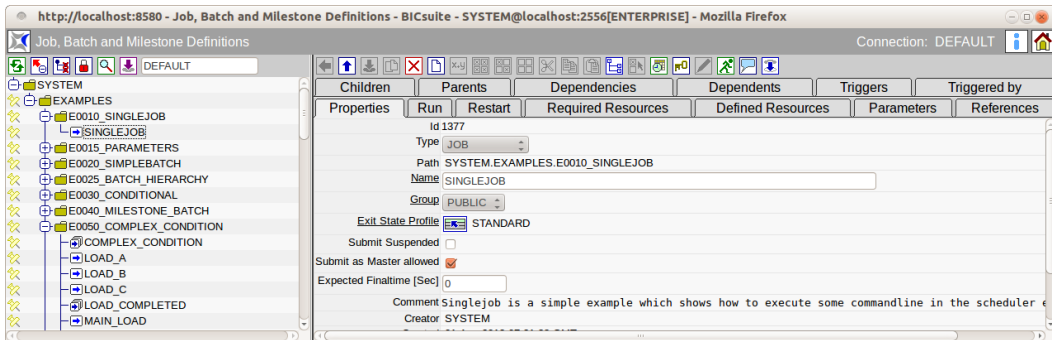 http://localhost:8580 - Job, Batch and Milestone Definitions - BICsuite - SYSTEM@localhost:2556[ENTERPRISE] - Mozilla Firefox
Job, Batch and Milestone Definitions
Connection: DEFAULT
DEFAULT
SYSTEM
EXAMPLES
E0010_SINGLEJOB
SINGLEJOB
E0015_PARAMETERS
E0020_SIMPLEBATCH
E0025_BATCH_HIERARCHY
E0030_CONDITIONAL
E0040_MILESTONE_BATCH
E0050_COMPLEX_CONDITION
COMPLEX_CONDITION
LOAD_A
LOAD_B
LOAD_C
LOAD_COMPLETED
MAIN_LOAD
Children Parents Dependencies Dependents Triggers Triggered by
Properties Run Restart Required Resources Defined Resources Parameters References
Id 1377
Type JOB
Path SYSTEM.EXAMPLES.E0010_SINGLEJOB
Name SINGLEJOB
Group PUBLIC
Exit State Profile STANDARD
Submit Suspended
Submit as Master allowed
Expected Finaltime [Sec] 0
Comment Singlejob is a simple example which shows how to execute some commandline in the scheduler e
Creator SYSTEM